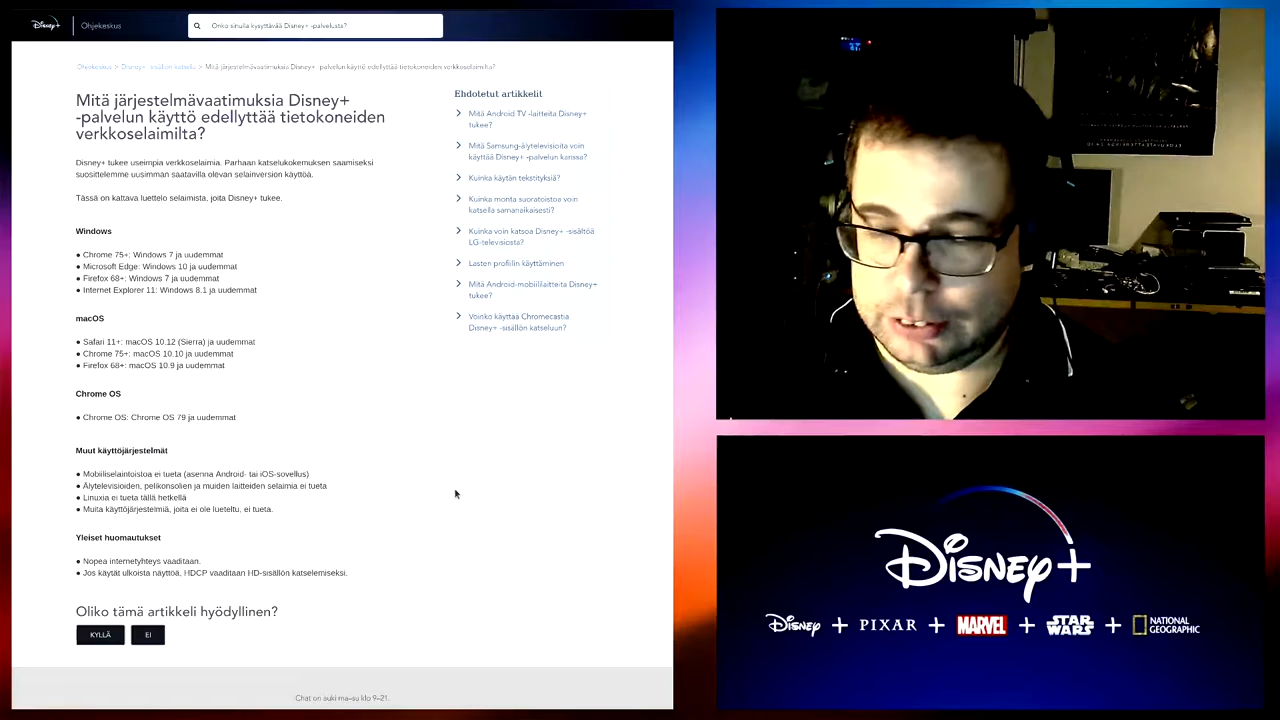 Disney+
Ohjekeskus
Onko sinulla kysyttävää Disney+ -palvelusta?
Ohjekeskus > Disney+ -sisällön katselu > Mitä järjestelmävaatimuksia Disney+ -palvelun käyttö edellyttää tietokoneiden verkkoselaimilta?
Mitä järjestelmävaatimuksia Disney+
-palvelun käyttö edellyttää tietokoneiden
verkkoselaimilta?
Disney+ tukee useimpia verkkoselaimia. Parhaan katselukokemuksen saamiseksi
suosittelemme uusimman saatavilla olevan selainversion käyttöä.
Tässä on kattava luettelo selaimista, joita Disney+ tukee.
Windows
● Chrome 75+: Windows 7 ja uudemmat
● Microsoft Edge: Windows 10 ja uudemmat
● Firefox 68+: Windows 7 ja uudemmat
● Internet Explorer 11: Windows 8.1 ja uudemmat
macOS
● Safari 11+: macOS 10.12 (Sierra) ja uudemmat
● Chrome 75+: macOS 10.10 ja uudemmat
● Firefox 68+: macOS 10.9 ja uudemmat
Chrome OS
● Chrome OS: Chrome OS 79 ja uudemmat
Muut käyttöjärjestelmät
● Mobiiliselaintoistoa ei tueta (asenna Android- tai iOS-sovellus)
● Älytelevisioiden, pelikonsolien ja muiden laitteiden selaimia ei tueta
● Linuxia ei tueta tällä hetkellä
● Muita käyttöjärjestelmiä, joita ei ole lueteltu, ei tueta.
Yleiset huomautukset
● Nopea internetyhteys vaaditaan.
● Jos käytät ulkoista näyttöä, HDCP vaaditaan HD-sisällön katselemiseksi.
Oliko tämä artikkeli hyödyllinen?
KYLLÄ
EI
Chat on auki ma–su klo 9–21.
Ehdotetut artikkelit
Mitä Android TV -laitteita Disney+
tukee?
Mitä Samsung-älytelevisioita voin
käyttää Disney+ -palvelun kanssa?
Kuinka käytän tekstityksiä?
Kuinka monta suoratoistoa voin
katsella samanaikaisesti?
Kuinka voin katsoa Disney+ -sisältöä
LG-televisiosta?
Lasten profiilin käyttäminen
Mitä Android-mobiililaitteita Disney+
tukee?
Voinko käyttää Chromecastia
Disney+ -sisällön katseluun?
Disney+
Disney + PIXAR + MARVEL + STAR WARS + NATIONAL GEOGRAPHIC